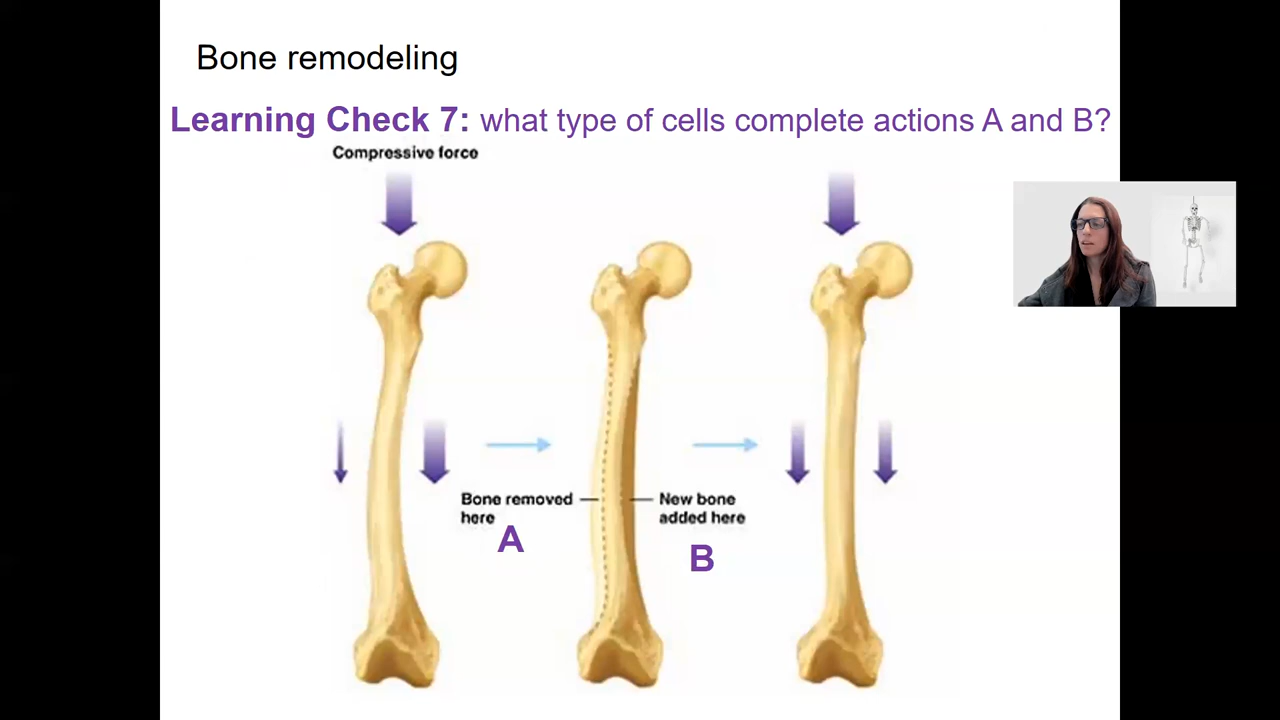 Bone remodeling
Learning Check 7: what type of cells complete actions A and B?
Compressive force
Bone removed
here
A
New bone
added here
B